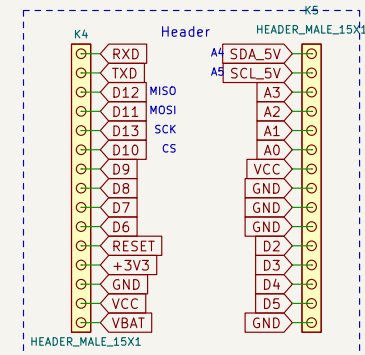 K5
HEADER_MALE_15X1
K4
Header
RXD
TXD
D12 MISO
D11 MOSI
D13 SCK
D10 CS
D9
D8
D7
D6
RESET
+3V3
GND
VCC
VBAT
HEADER_MALE_15X1
A4 SDA_5V
A5 SCL_5V
A3
A2
A1
A0
VCC
GND
GND
GND
D2
D3
D4
D5
GND